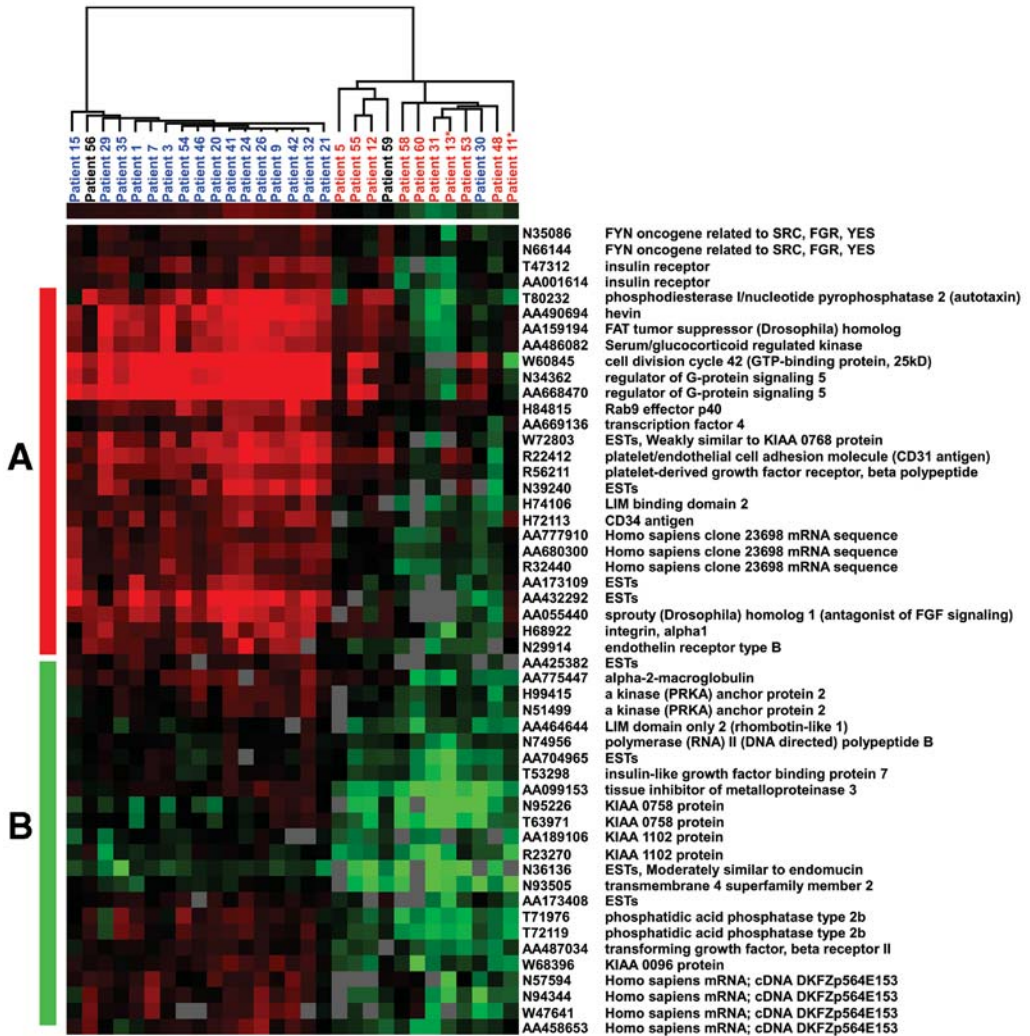 Patient 15
Patient 56
Patient 29
Patient 35
Patient 1
Patient 7
Patient 3
Patient 54
Patient 46
Patient 20
Patient 41
Patient 24
Patient 26
Patient 9
Patient 42
Patient 32
Patient 21
Patient 5
Patient 55
Patient 12
Patient 59
Patient 58
Patient 60
Patient 31
Patient 13*
Patient 53
Patient 30
Patient 48
Patient 11*
N35086 FYN oncogene related to SRC, FGR, YES
N66144 FYN oncogene related to SRC, FGR, YES
T47312 insulin receptor
AA001614 insulin receptor
T80232 phosphodiesterase I/nucleotide pyrophosphatase 2 (autotaxin)
AA490694 hevin
AA159194 FAT tumor suppressor (Drosophila) homolog
AA486082 Serum/glucocorticoid regulated kinase
W60845 cell division cycle 42 (GTP-binding protein, 25kD)
N34362 regulator of G-protein signaling 5
AA668470 regulator of G-protein signaling 5
H84815 Rab9 effector p40
AA669136 transcription factor 4
A
W72803 ESTs, Weakly similar to KIAA 0768 protein
R22412 platelet/endothelial cell adhesion molecule (CD31 antigen)
R56211 platelet-derived growth factor receptor, beta polypeptide
N39240 ESTs
H74106 LIM binding domain 2
H72113 CD34 antigen
AA777910 Homo sapiens clone 23698 mRNA sequence
AA680300 Homo sapiens clone 23698 mRNA sequence
R32440 Homo sapiens clone 23698 mRNA sequence
AA173109 ESTs
AA432292 ESTs
AA055440 sprouty (Drosophila) homolog 1 (antagonist of FGF signaling)
H68922 integrin, alpha1
N29914 endothelin receptor type B
AA425382 ESTs
AA775447 alpha-2-macroglobulin
H99415 a kinase (PRKA) anchor protein 2
N51499 a kinase (PRKA) anchor protein 2
AA464644 LIM domain only 2 (rhombotin-like 1)
N74956 polymerase (RNA) II (DNA directed) polypeptide B
AA704965 ESTs
T53298 insulin-like growth factor binding protein 7
AA099153 tissue inhibitor of metalloproteinase 3
N95226 KIAA 0758 protein
T63971 KIAA 0758 protein
B
AA189106 KIAA 1102 protein
R23270 KIAA 1102 protein
N36136 ESTs, Moderately similar to endomucin
N93505 transmembrane 4 superfamily member 2
AA173408 ESTs
T71976 phosphatidic acid phosphatase type 2b
T72119 phosphatidic acid phosphatase type 2b
AA487034 transforming growth factor, beta receptor II
W68396 KIAA 0096 protein
N57594 Homo sapiens mRNA; cDNA DKFZp564E153
N94344 Homo sapiens mRNA; cDNA DKFZp564E153
W47641 Homo sapiens mRNA; cDNA DKFZp564E153
AA458653 Homo sapiens mRNA; cDNA DKFZp564E153